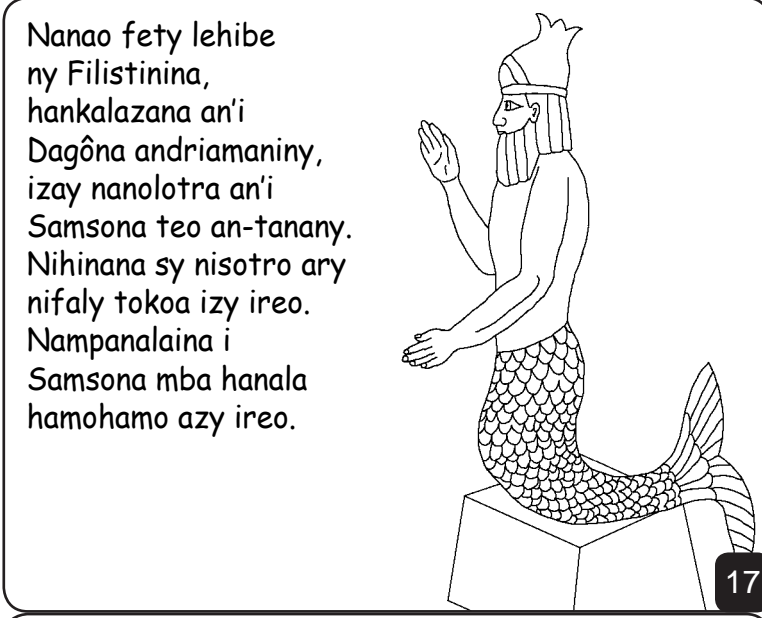 Nanao fety lehibe
ny Filistinina,
hankalazana an'i
Dagôna andriamaniny,
izay nanolotra an'i
Samsona teo an-tanany.
Nihinana sy nisotro ary
nifaly tokoa izy ireo.
Nampanalaina i
Samsona mba hanala
hamohamo azy ireo.
17